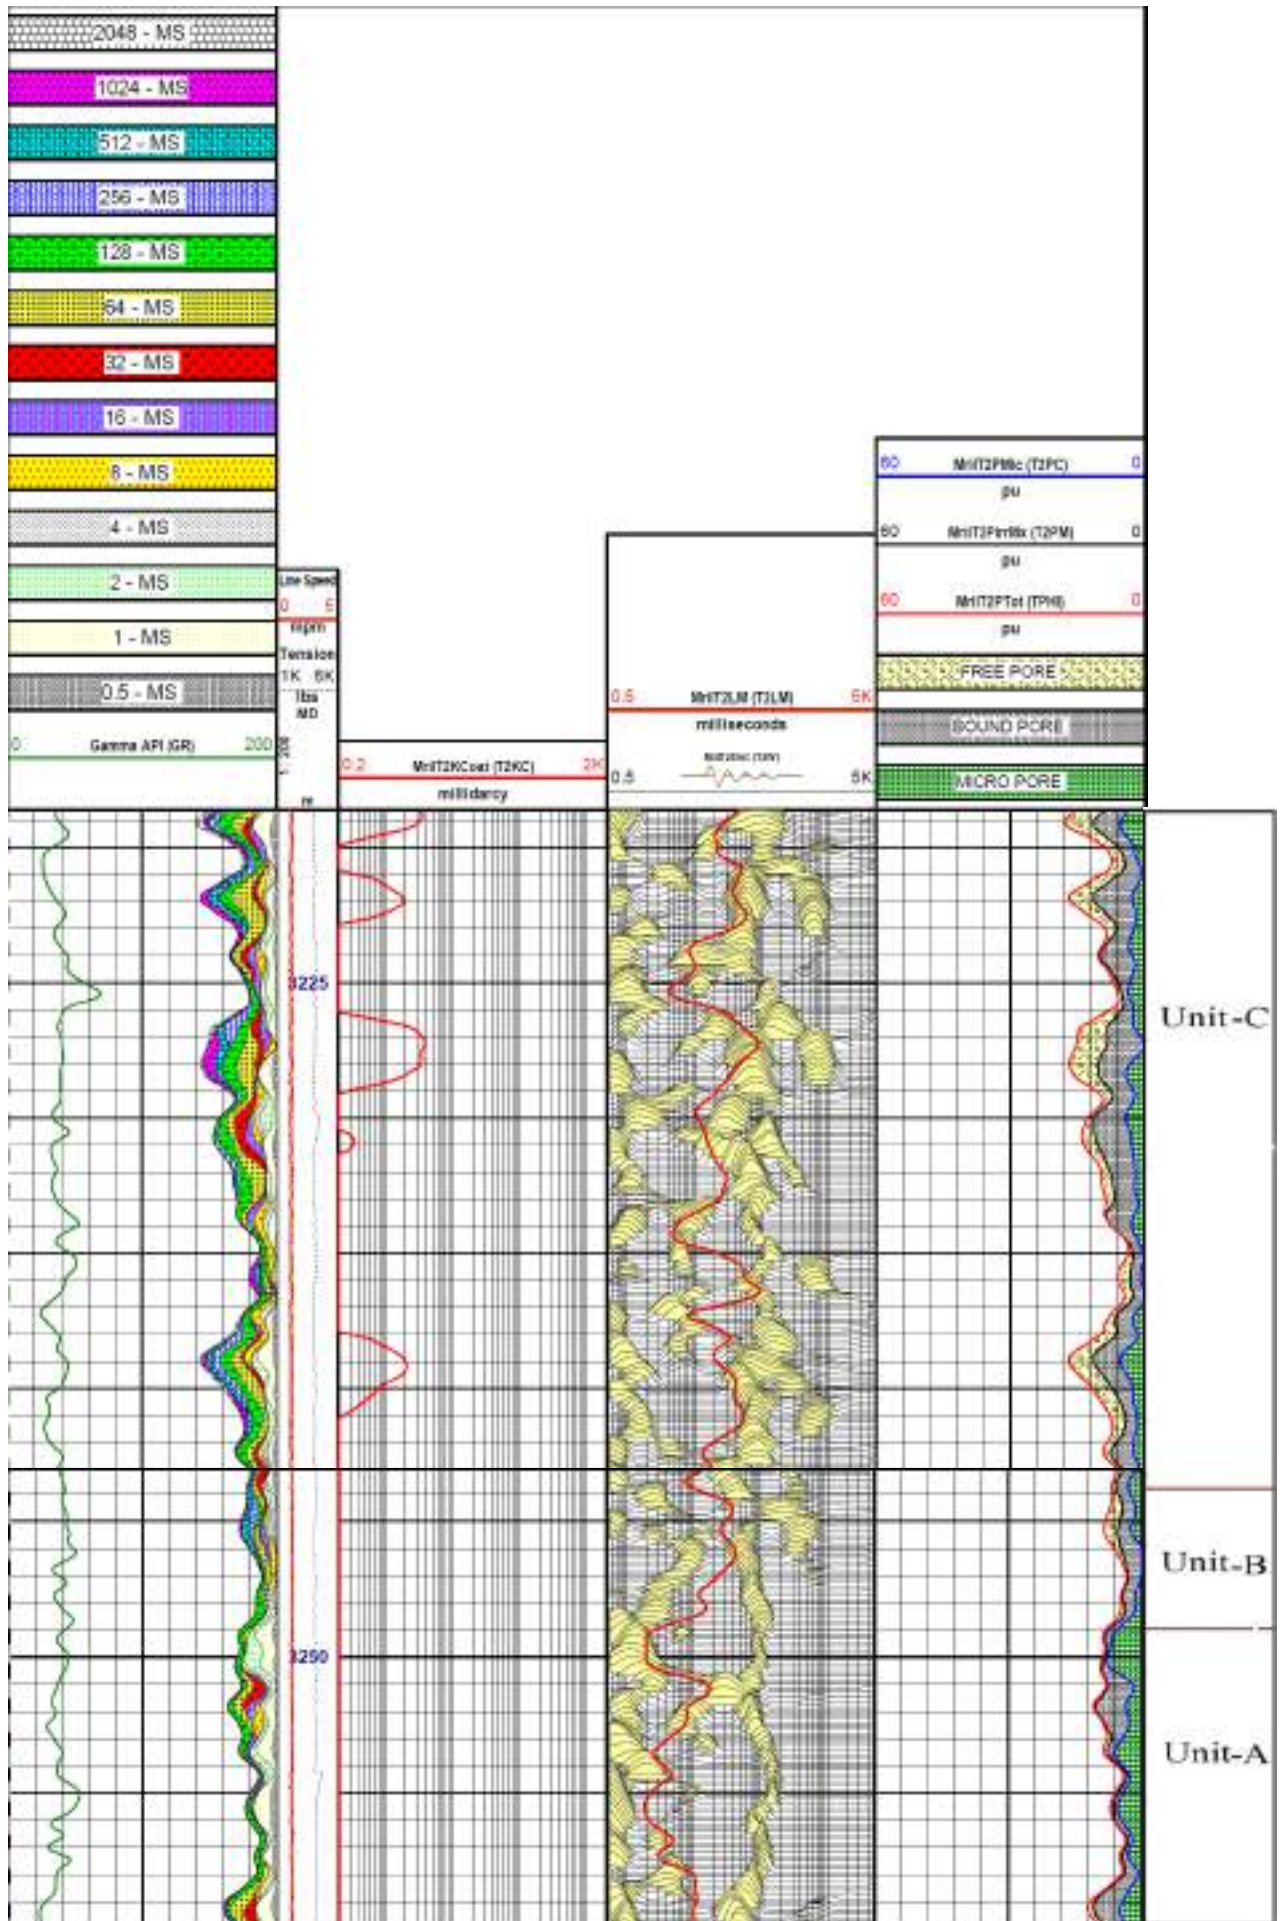 2048 - MS
1024 - MS
512 - MS
256 - MS
128 - MS
64 - MS
32 - MS
16 - MS
8 - MS
4 - MS
2 - MS
1 - MS
0.5 - MS
0 Gamma API (GR) 200
Line Speed
0 5
mpm
Tension
1K 6K
lbs
MD
m
0.2 MrilT2KCoat (T2KC) 2K
millidarcy
0.5 MrilT2LM (T2LM) 5K
milliseconds
0.5 5K
60 MrilT2PMic (T2PC) 0
pu
60 (T2PM) 0
pu
60 MrilT2PTot (TPHI) 0
pu
FREE PORE
BOUND PORE
MICRO PORE
3225
3250
Unit-C
Unit-B
Unit-A